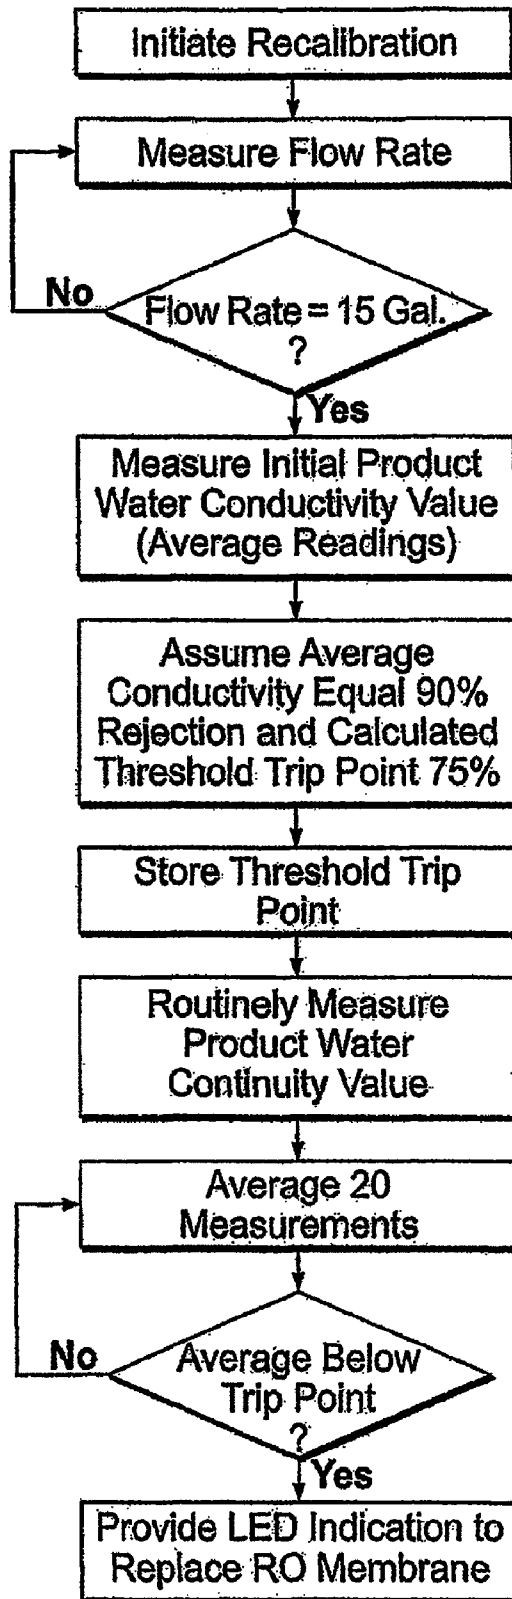 Initiate Recalibration
Measure Flow Rate
No
Flow Rate = 15 Gal.
?
Yes
Measure Initial Product
Water Conductivity Value
(Average Readings)
Assume Average
Conductivity Equal 90%
Rejection and Calculated
Threshold Trip Point 75%
Store Threshold Trip
Point
Routinely Measure
Product Water
Continuity Value
Average 20
Measurements
No
Average Below
Trip Point
?
Yes
Provide LED Indication to
Replace RO Membrane